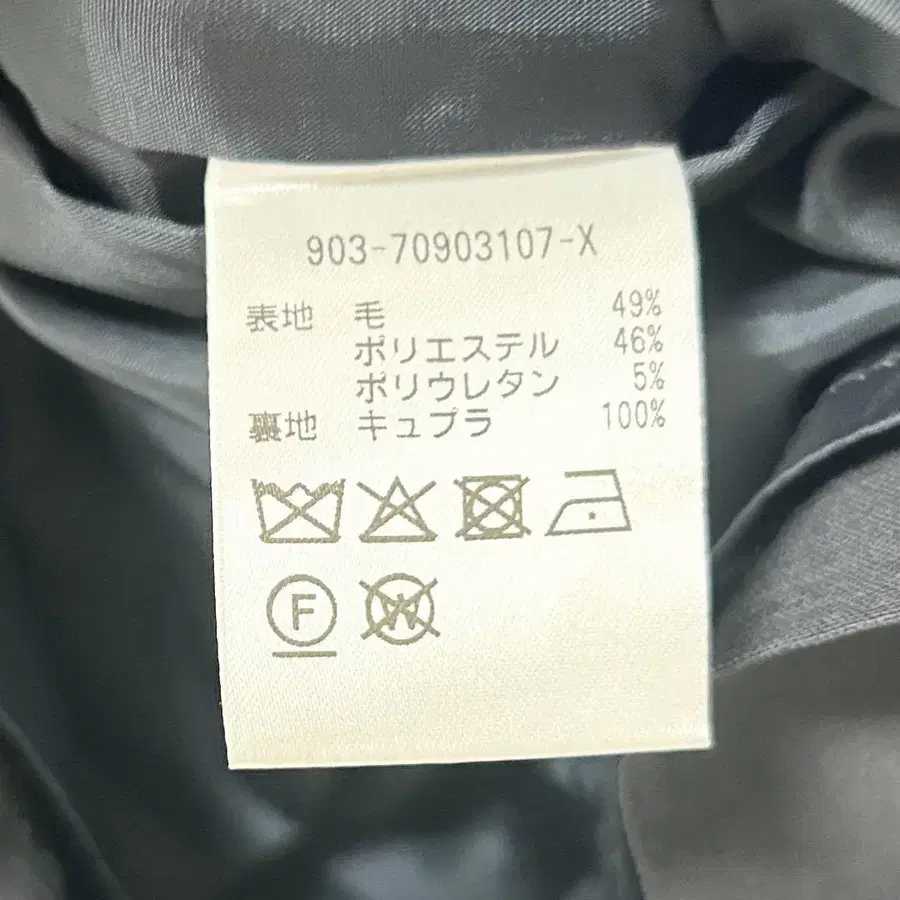 903-70903107-X
表地 毛 49%
ポリエステル 46%
ポリウレタン 5%
裏地 キュプラ 100%
F W